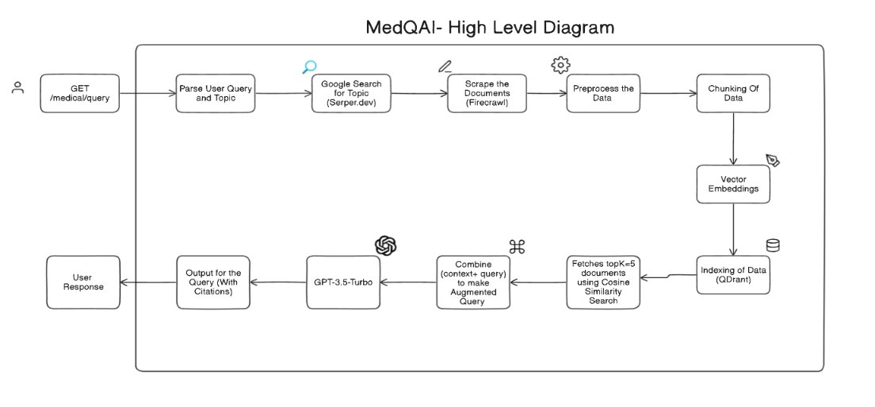 MedQAI- High Level Diagram
GET
/medical/query
Parse User Query
and Topic
Google Search
for Topic
(Serper.dev)
Scrape the
Documents
(Firecrawl)
Preprocess the
Data
Chunking Of
Data
Vector
Embeddings
Indexing of Data
(QDrant)
Fetches topK=5
documents
using Cosine
Similarity
Search
Combine
(context+ query)
to make
Augmented
Query
GPT-3.5-Turbo
Output for the
Query (With
Citations)
User
Response